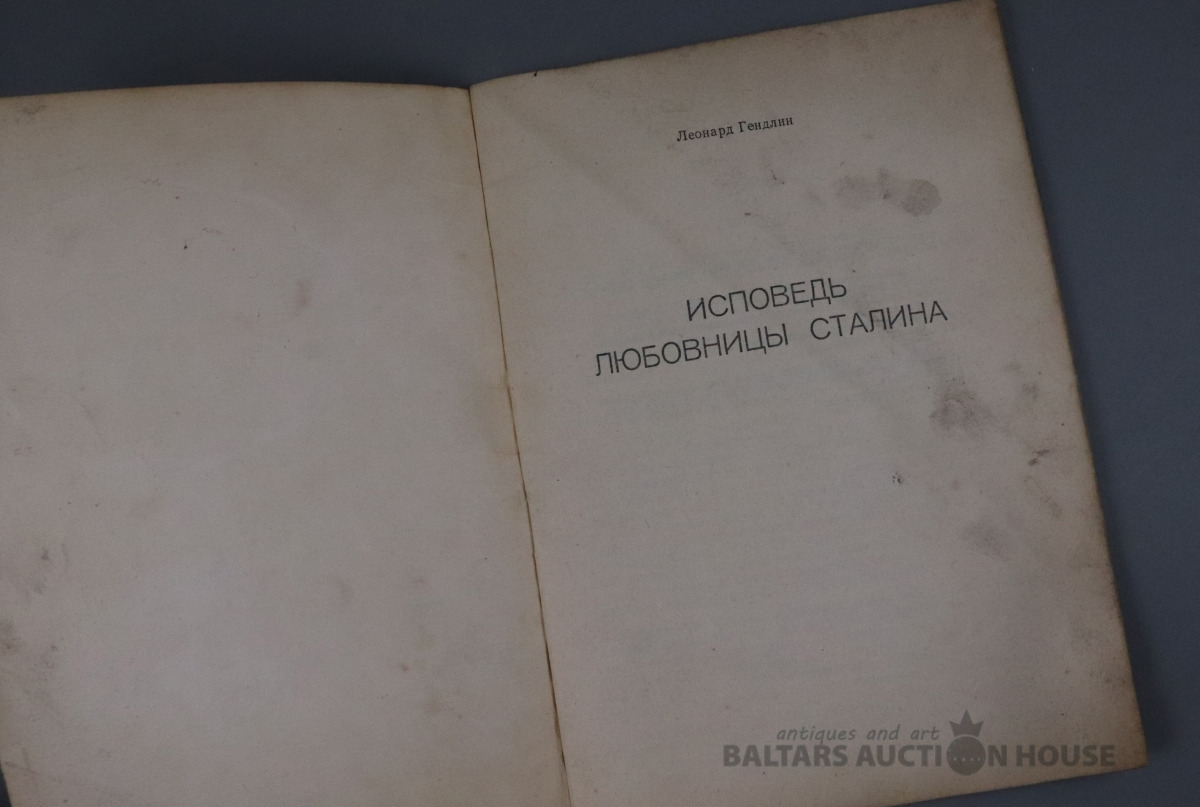 Леонард Гендлин
ИСПОВЕДЬ
ЛЮБОВНИЦЫ СТАЛИНА
antiques and art
BALTARS AUCTION HOUSE